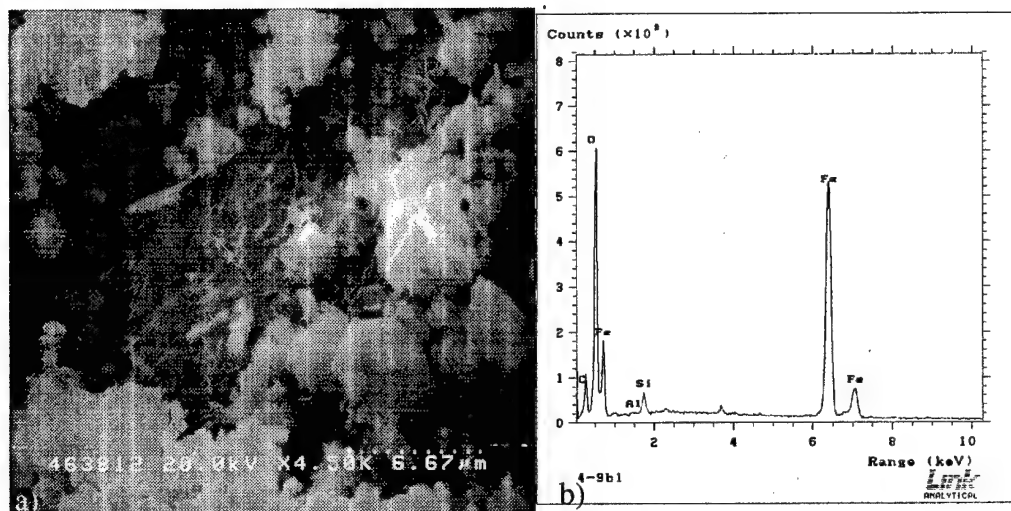 463812 20.0kV X4.50K 6.67µm
a)
Counts (×10³)
8
7
6
5
4
3
2
1
0
O
Fe
C
Al
Si
Fe
Fe
2 4 6 8 10
Range (keV)
4-9b1
b)
Link
ANALYTICAL